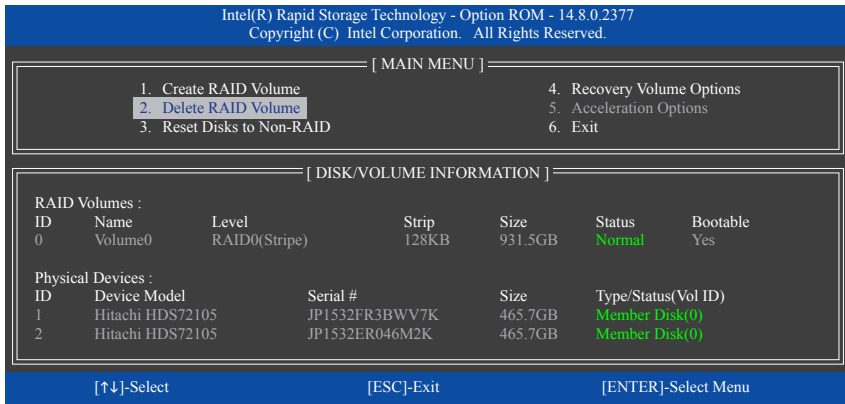 Intel(R) Rapid Storage Technology - Option ROM - 14.8.0.2377
Copyright (C) Intel Corporation. All Rights Reserved.
[ MAIN MENU ]
1. Create RAID Volume
2. Delete RAID Volume
3. Reset Disks to Non-RAID
4. Recovery Volume Options
5. Acceleration Options
6. Exit
[ DISK/VOLUME INFORMATION ]
RAID Volumes :
ID Name Level Strip Size Status Bootable
0 Volume0 RAID0(Stripe) 128KB 931.5GB Normal Yes
Physical Devices :
ID Device Model Serial # Size Type/Status(Vol ID)
1 Hitachi HDS72105 JP1532FR3BWV7K 465.7GB Member Disk(0)
2 Hitachi HDS72105 JP1532ER046M2K 465.7GB Member Disk(0)
[↑↓]-Select [ESC]-Exit [ENTER]-Select Menu